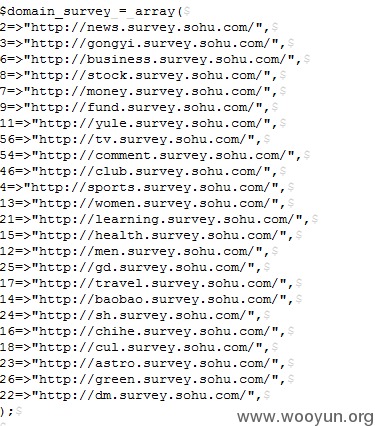 $domain_survey = array($
2=>"http://news.survey.sohu.com/",$
3=>"http://gongyi.survey.sohu.com/",$
6=>"http://business.survey.sohu.com/",$
8=>"http://stock.survey.sohu.com/",$
7=>"http://money.survey.sohu.com/",$
9=>"http://fund.survey.sohu.com/",$
11=>"http://yule.survey.sohu.com/",$
56=>"http://tv.survey.sohu.com/",$
54=>"http://comment.survey.sohu.com/",$
46=>"http://club.survey.sohu.com/",$
4=>"http://sports.survey.sohu.com/",$
13=>"http://women.survey.sohu.com/",$
21=>"http://learning.survey.sohu.com/",$
15=>"http://health.survey.sohu.com/",$
12=>"http://men.survey.sohu.com/",$
25=>"http://gd.survey.sohu.com/",$
17=>"http://travel.survey.sohu.com/",$
14=>"http://baobao.survey.sohu.com/",$
24=>"http://sh.survey.sohu.com/",$
16=>"http://chihe.survey.sohu.com/",$
18=>"http://cul.survey.sohu.com/",$
23=>"http://astro.survey.sohu.com/",$
26=>"http://green.survey.sohu.com/",$
22=>"http://dm.survey.sohu.com/",$
);$
$
www.wooyun.org